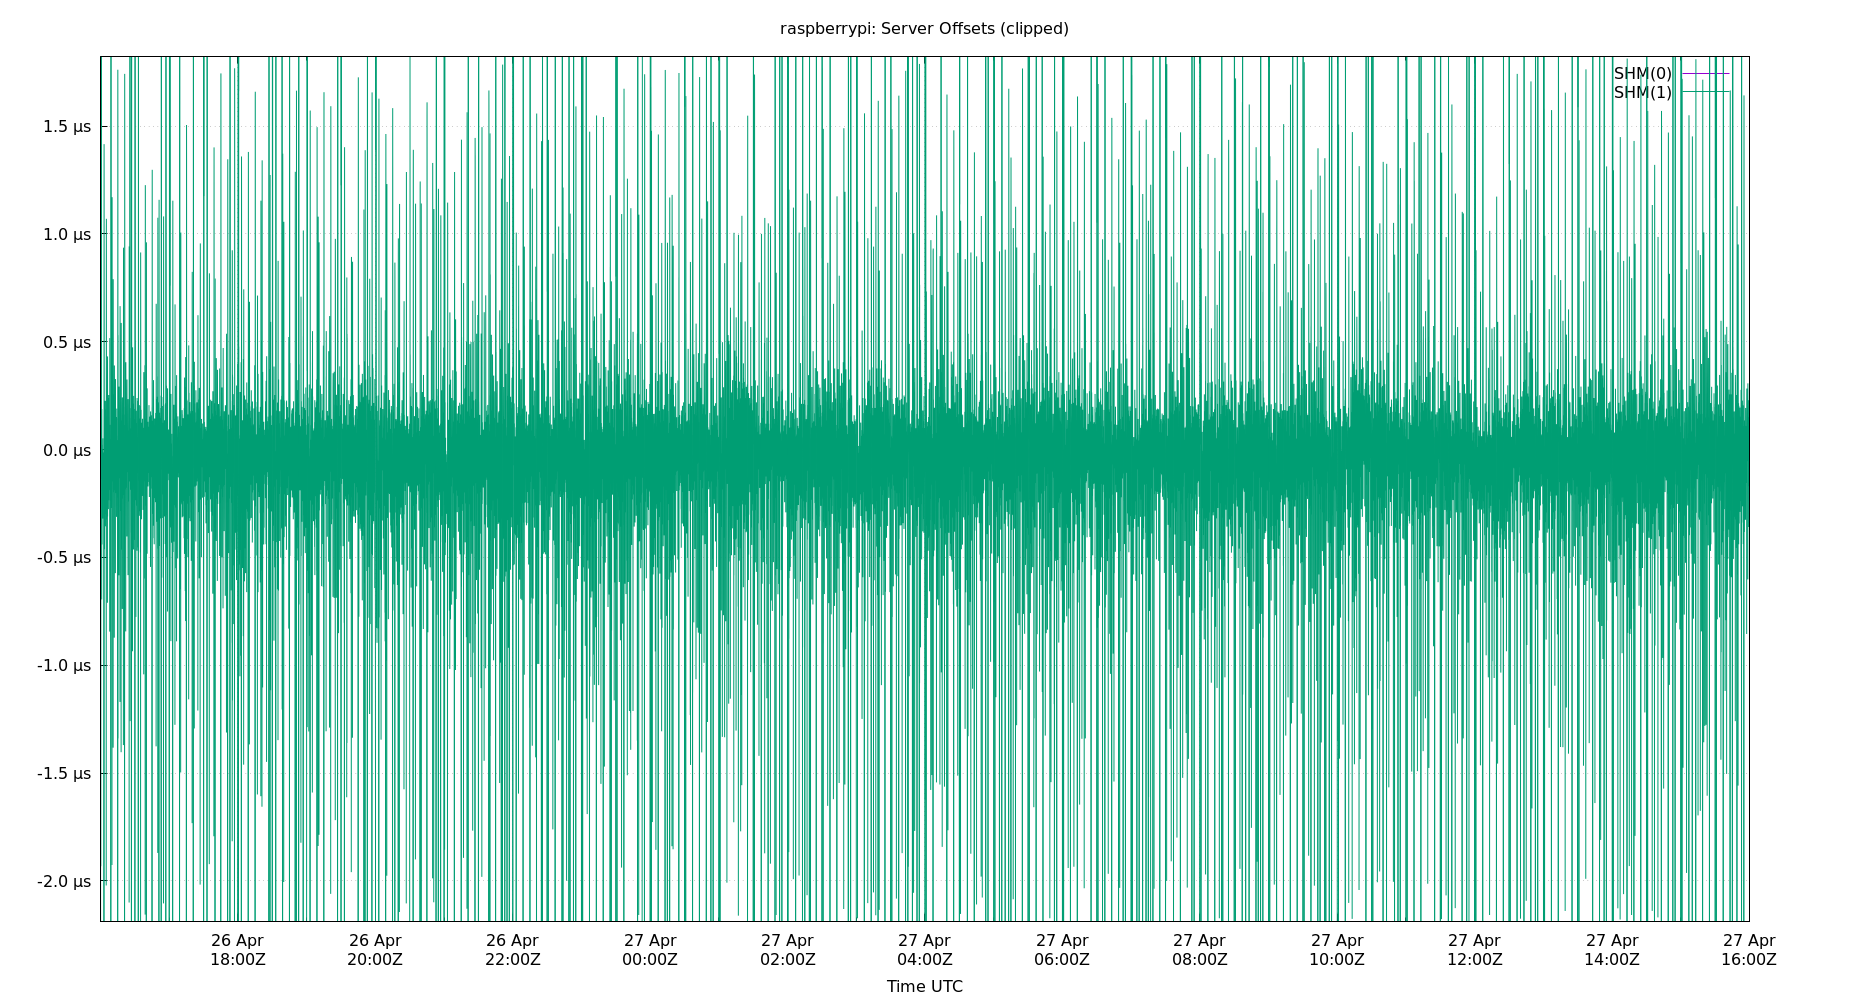 raspberrypi: Server Offsets (clipped)
SHM(0)
SHM(1)
1.5 µs
1.0 µs
0.5 µs
0.0 µs
-0.5 µs
-1.0 µs
-1.5 µs
-2.0 µs
26 Apr 26 Apr 26 Apr 27 Apr 27 Apr 27 Apr 27 Apr 27 Apr 27 Apr 27 Apr 27 Apr 27 Apr
18:00Z 20:00Z 22:00Z 00:00Z 02:00Z 04:00Z 06:00Z 08:00Z 10:00Z 12:00Z 14:00Z 16:00Z
Time UTC